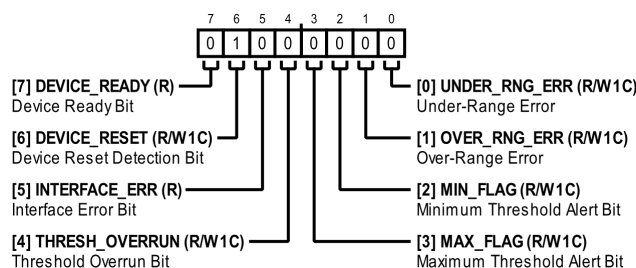 7 6 5 4 3 2 1 0
0 1 0 0 0 0 0 0
[7] DEVICE_READY (R)
Device Ready Bit
[6] DEVICE_RESET (R/W1C)
Device Reset Detection Bit
[5] INTERFACE_ERR (R)
Interface Error Bit
[4] THRESH_OVERRUN (R/W1C)
Threshold Overrun Bit
[0] UNDER_RNG_ERR (R/W1C)
Under-Range Error
[1] OVER_RNG_ERR (R/W1C)
Over-Range Error
[2] MIN_FLAG (R/W1C)
Minimum Threshold Alert Bit
[3] MAX_FLAG (R/W1C)
Maximum Threshold Alert Bit